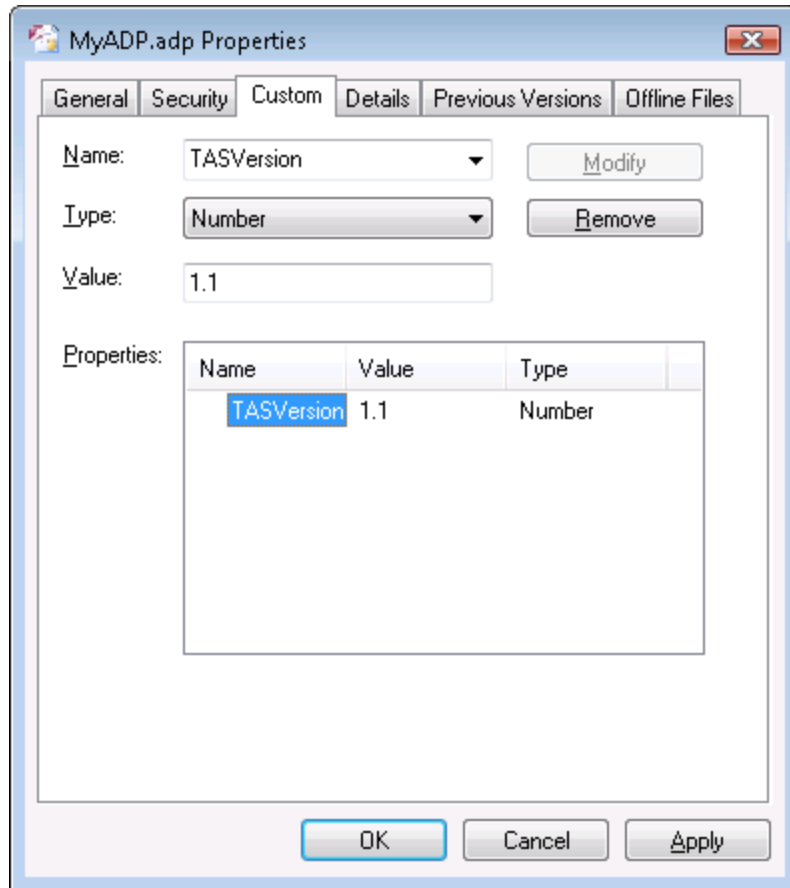 MyADP.adp Properties
General Security Custom Details Previous Versions Offline Files
Name: TASVersion Modify
Type: Number Remove
Value: 1.1
Properties: Name Value Type
TASVersion 1.1 Number
OK Cancel Apply